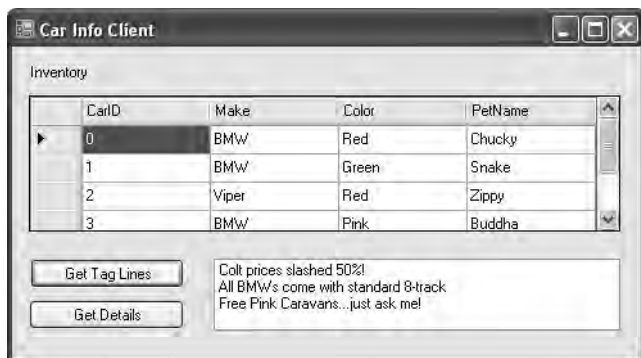 Car Info Client
Inventory
CarID Make Color PetName
0 BMW Red Chucky
1 BMW Green Snake
2 Viper Red Zippy
3 BMW Pink Buddha
Get Tag Lines
Get Details
Colt prices slashed 50%!
All BMW's come with standard 8-track
Free Pink Caravans...just ask me!